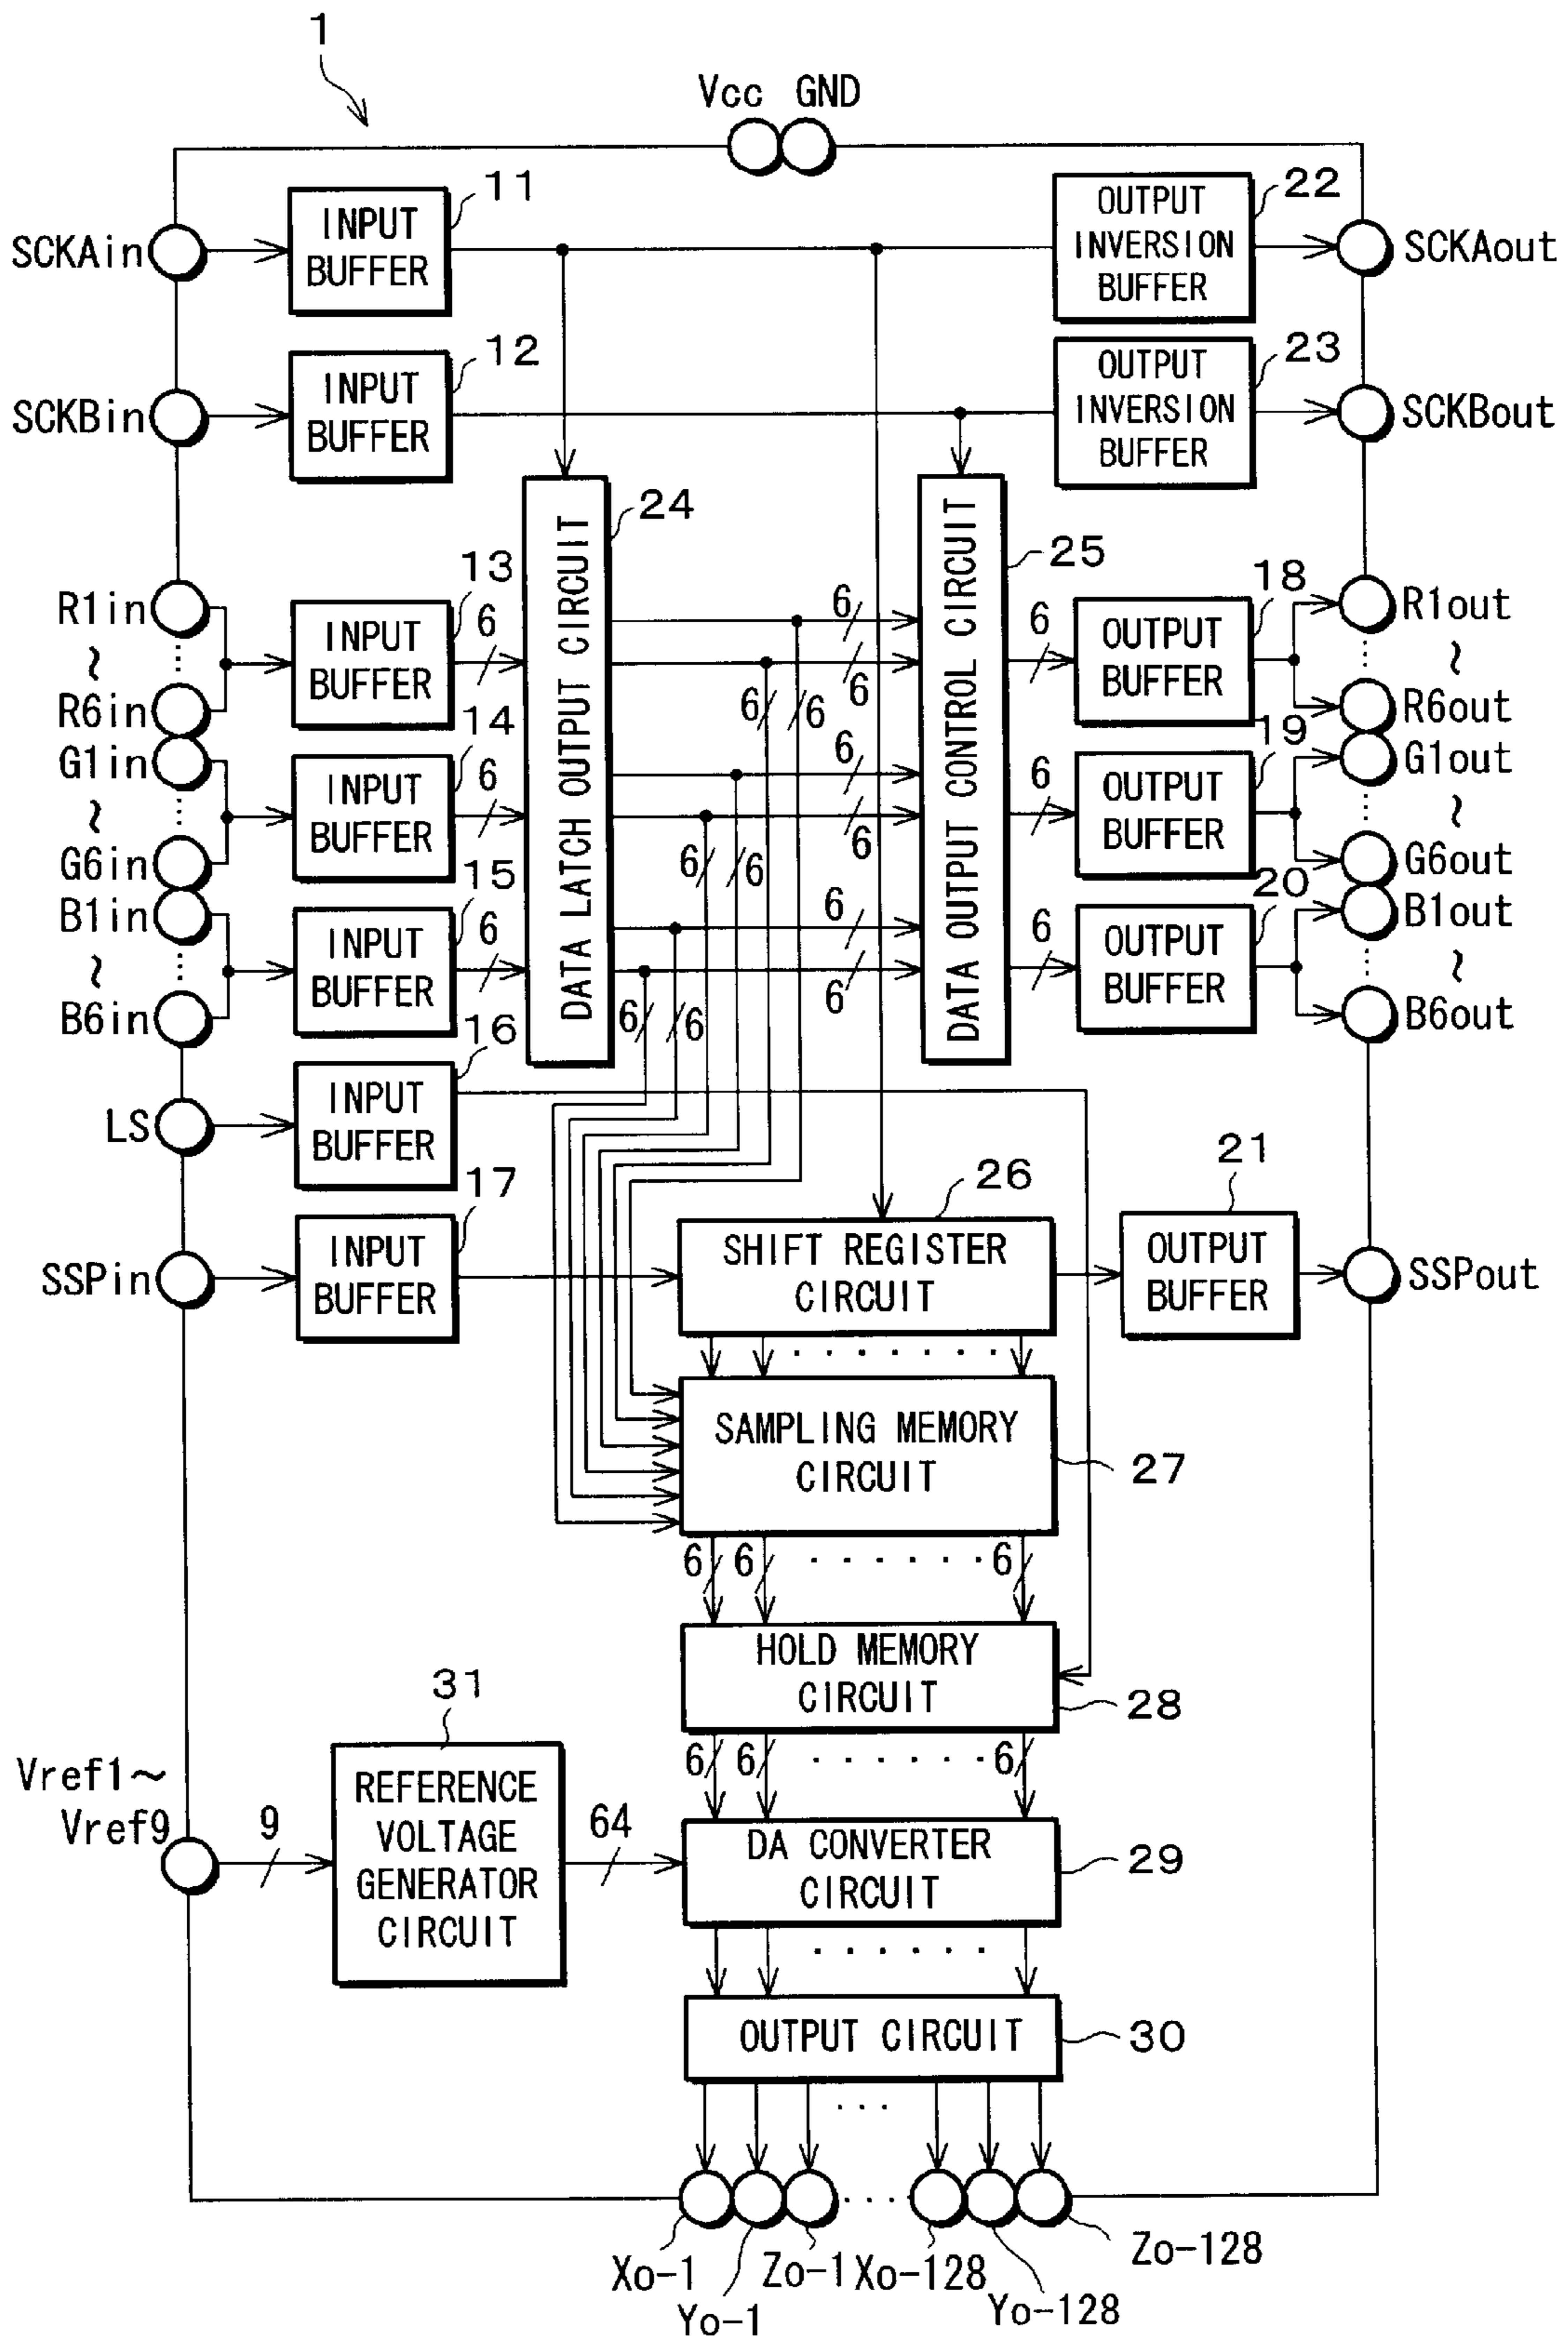 1
Vcc GND
SCKAin
INPUT
BUFFER
11
OUTPUT
INVERSION
BUFFER
22
SCKAout
SCKBin
INPUT
BUFFER
12
OUTPUT
INVERSION
BUFFER
23
SCKBout
DATA LATCH OUTPUT CIRCUIT
24
DATA OUTPUT CONTROL CIRCUIT
25
R1in
~
R6in
INPUT
BUFFER
13
6
6
6
6
6
6
OUTPUT
BUFFER
18
R1out
~
R6out
G1in
~
G6in
INPUT
BUFFER
14
6
6
6
6
6
6
OUTPUT
BUFFER
19
G1out
~
G6out
B1in
~
B6in
INPUT
BUFFER
15
6
6
6
6
6
6
OUTPUT
BUFFER
20
B1out
~
B6out
LS
INPUT
BUFFER
16
SSPin
INPUT
BUFFER
17
SHIFT REGISTER
CIRCUIT
26
OUTPUT
BUFFER
21
SSPout
SAMPLING MEMORY
CIRCUIT
27
6 6 ······ 6
HOLD MEMORY
CIRCUIT
28
6 6 ······ 6
Vref1~
Vref9
9
REFERENCE
VOLTAGE
GENERATOR
CIRCUIT
31
64
DA CONVERTER
CIRCUIT
29
OUTPUT CIRCUIT
30
Xo-1
Yo-1
Zo-1
Xo-128
Yo-128
Zo-128